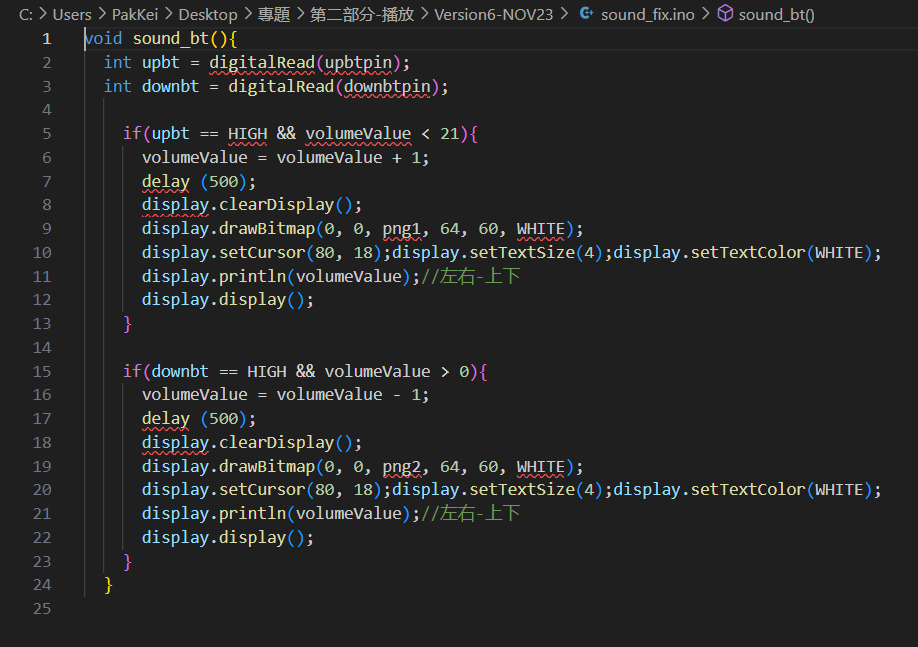 C: > Users > PakKei > Desktop > 專題 > 第二部分-播放 > Version6-NOV23 > sound_fix.ino > sound_bt()
1 void sound_bt(){
2 int upbt = digitalRead(upbtpin);
3 int downbt = digitalRead(downbtpin);
4
5 if(upbt == HIGH && volumeValue < 21){
6 volumeValue = volumeValue + 1;
7 delay (500);
8 display.clearDisplay();
9 display.drawBitmap(0, 0, png1, 64, 60, WHITE);
10 display.setCursor(80, 18);display.setTextSize(4);display.setTextColor(WHITE);
11 display.println(volumeValue);//左右-上下
12 display.display();
13 }
14
15 if(downbt == HIGH && volumeValue > 0){
16 volumeValue = volumeValue - 1;
17 delay (500);
18 display.clearDisplay();
19 display.drawBitmap(0, 0, png2, 64, 60, WHITE);
20 display.setCursor(80, 18);display.setTextSize(4);display.setTextColor(WHITE);
21 display.println(volumeValue);//左右-上下
22 display.display();
23 }
24 }
25